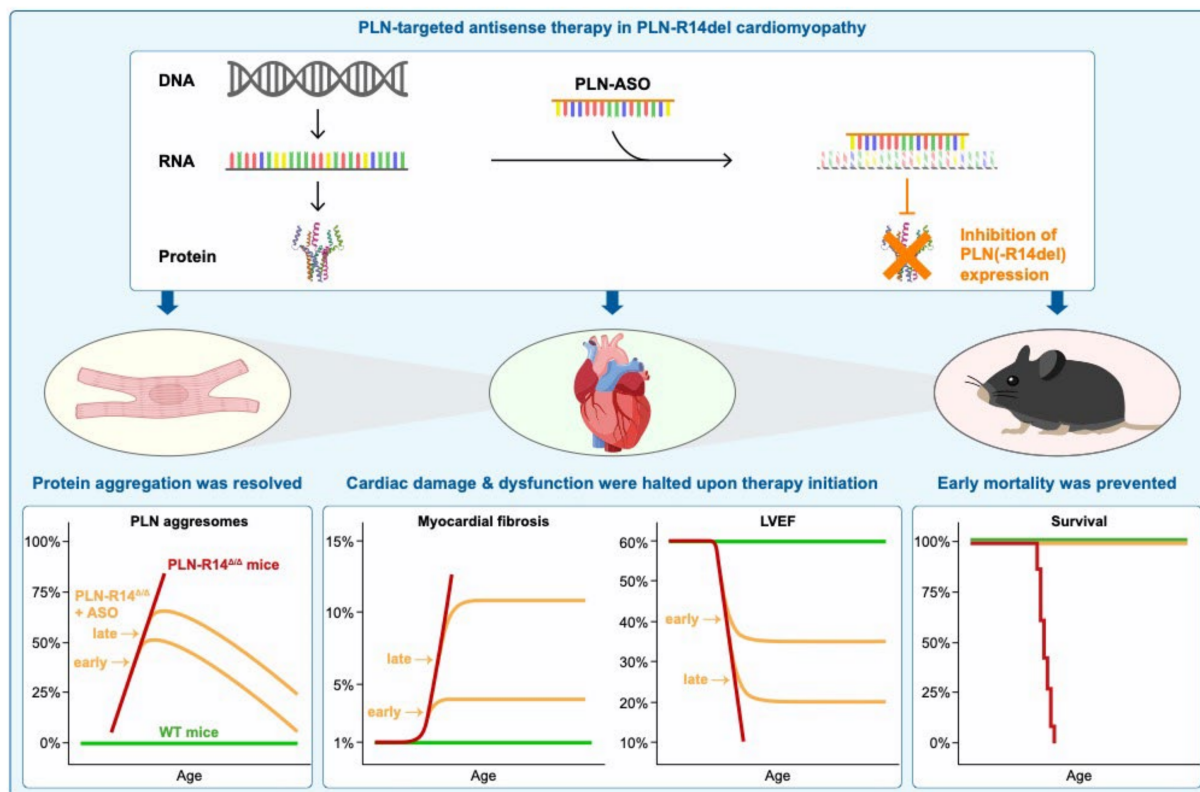 PLN-targeted antisense therapy in PLN-R14del cardiomyopathy
DNA
PLN-ASO
RNA
Protein
Inhibition of
PLN(-R14del)
expression
Protein aggregation was resolved
Cardiac damage & dysfunction were halted upon therapy initiation
Early mortality was prevented
PLN aggresomes
100%
75%
50%
25%
0%
PLN-R14Δ/Δ mice
PLN-R14Δ/Δ
+ ASO
late
early
WT mice
Age
Myocardial fibrosis
15%
10%
5%
1%
late
early
Age
LVEF
60%
50%
40%
30%
20%
10%
early
late
Age
Survival
100%
75%
50%
25%
0%
Age